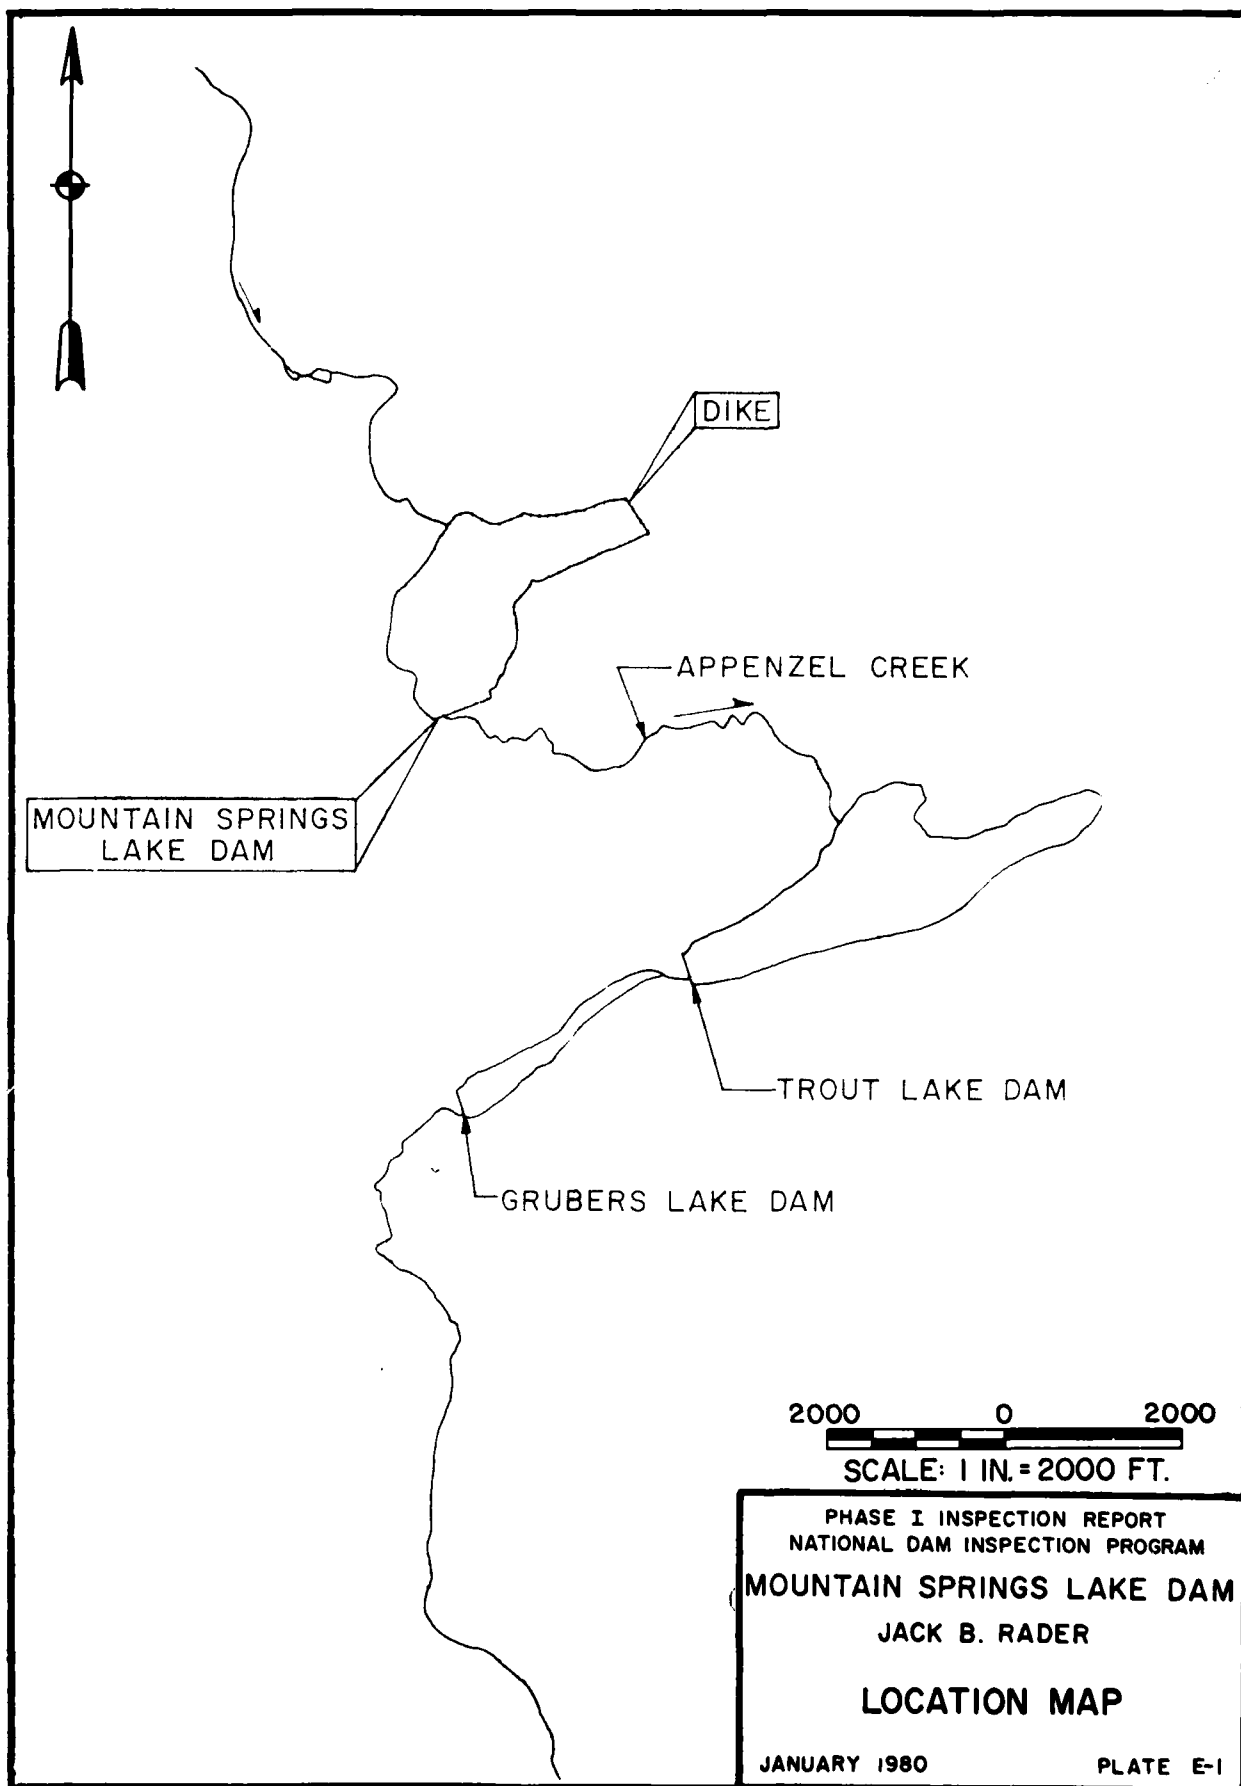 DIKE
APPENZEL CREEK
MOUNTAIN SPRINGS
LAKE DAM
TROUT LAKE DAM
GRUBERS LAKE DAM
2000 0 2000
SCALE: 1 IN. = 2000 FT.
PHASE I INSPECTION REPORT
NATIONAL DAM INSPECTION PROGRAM
MOUNTAIN SPRINGS LAKE DAM
JACK B. RADER
LOCATION MAP
JANUARY 1980 PLATE E-1